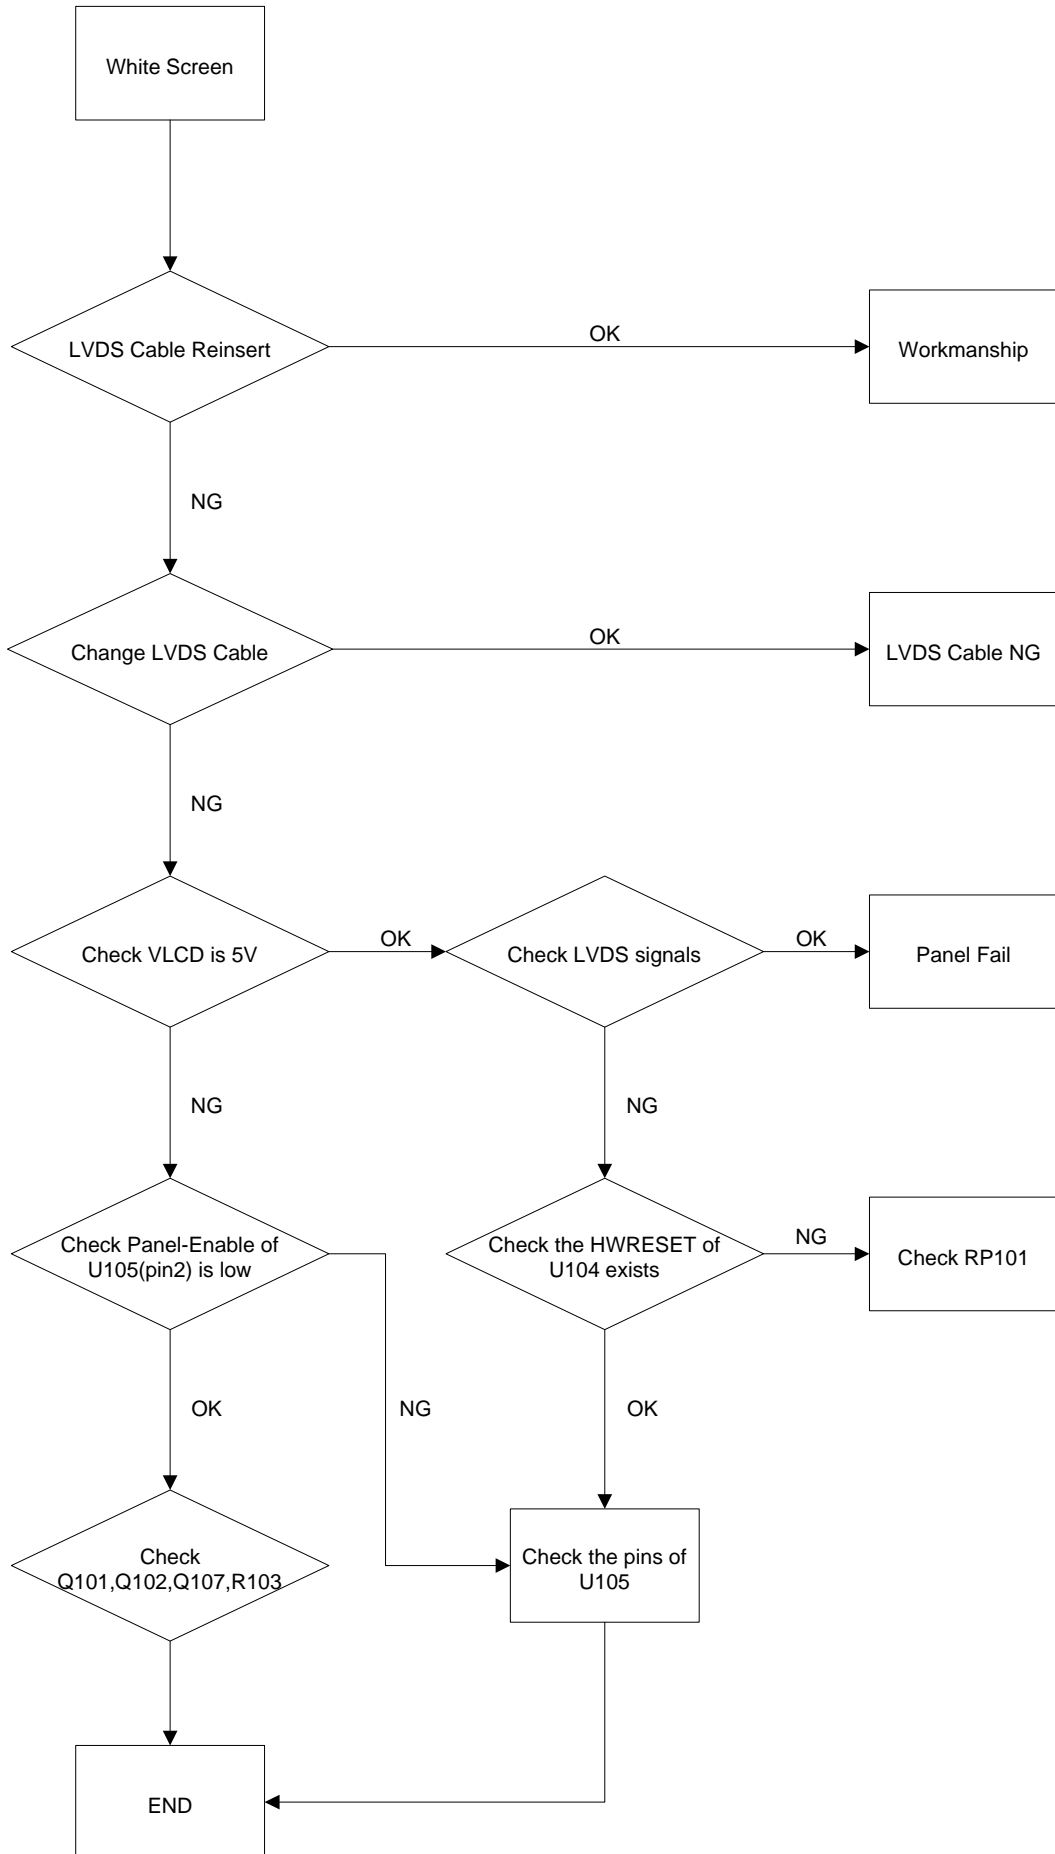 White Screen
LVDS Cable Reinsert
OK
Workmanship
NG
Change LVDS Cable
OK
LVDS Cable NG
NG
Check VLCD is 5V
OK
Check LVDS signals
OK
Panel Fail
NG
NG
Check Panel-Enable of
U105(pin2) is low
Check the HWRESET of
U104 exists
NG
Check RP101
OK
NG
OK
Check
Q101,Q102,Q107,R103
Check the pins of
U105
END